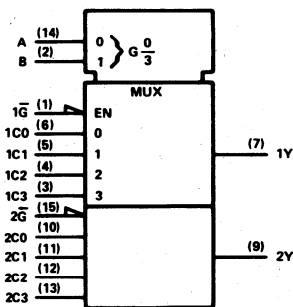 A (14) 0 } G 0/3
B (2) 1
MUX
1G̅ (1) EN
1C0 (6) 0
1C1 (5) 1 (7) 1Y
1C2 (4) 2
1C3 (3) 3
2G̅ (15)
2C0 (10)
2C1 (11) (9) 2Y
2C2 (12)
2C3 (13)